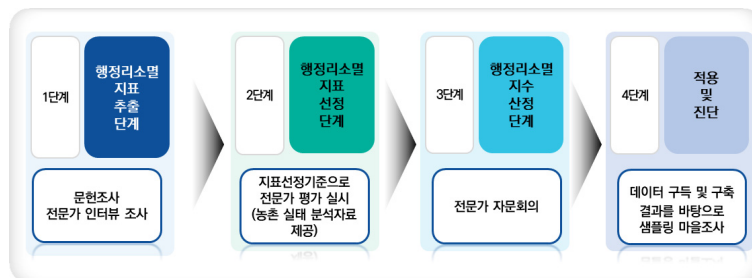 1단계
행정리소멸
지표
추출
단계
문헌조사
전문가 인터뷰 조사
2단계
행정리소멸
지표
선정
단계
지표선정기준으로
전문가 평가 실시
(농촌 실태 분석자료
제공)
3단계
행정리소멸
지수
산정
단계
전문가 자문회의
4단계
적용
및
진단
데이터 구득 및 구축
결과를 바탕으로
샘플링 마을조사